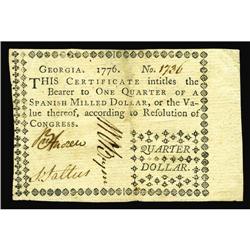 GEORGIA. 1776. No. 1736
THIS CERTIFICATE intitles the
Bearer to ONE QUARTER of a
SPANISH MILLED DOLLAR, or the Va-
lue thereof, according to Resolution of
CONGRESS.
QUARTER
DOLLAR.